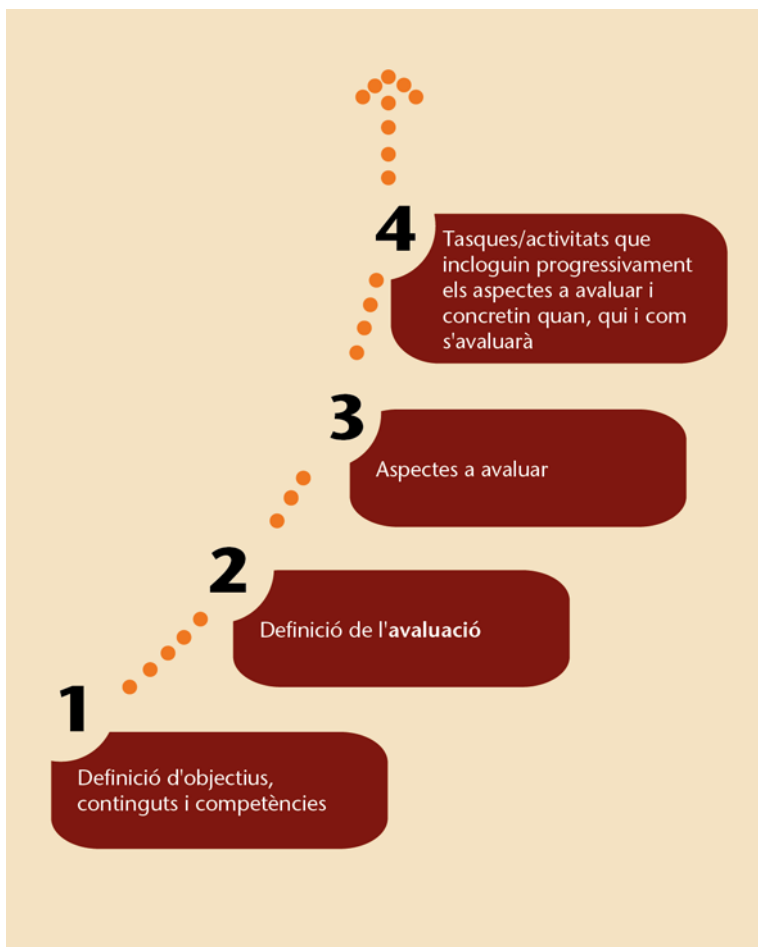 4
Tasques/activitats que
incloguin progressivament
els aspectes a avaluar i
concretin quan, qui i com
s'avaluarà
3
Aspectes a avaluar
2
Definició de l'avaluació
1
Definició d'objectius,
continguts i competències